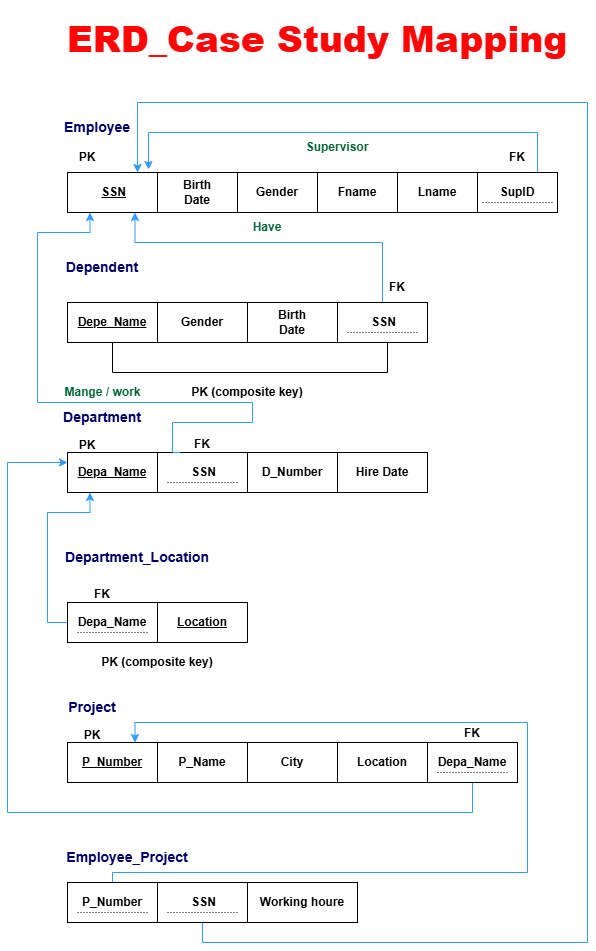 ERD_Case Study Mapping
Employee
Supervisor
PK
FK
SSN
Birth
Date
Gender
Fname
Lname
SupID
Have
Dependent
FK
Depe_Name
Gender
Birth
Date
SSN
Mange / work
PK (composite key)
Department
PK
FK
Depa_Name
SSN
D_Number
Hire Date
Department_Location
FK
Depa_Name
Location
PK (composite key)
Project
PK
FK
P_Number
P_Name
City
Location
Depa_Name
Employee_Project
P_Number
SSN
Working houre